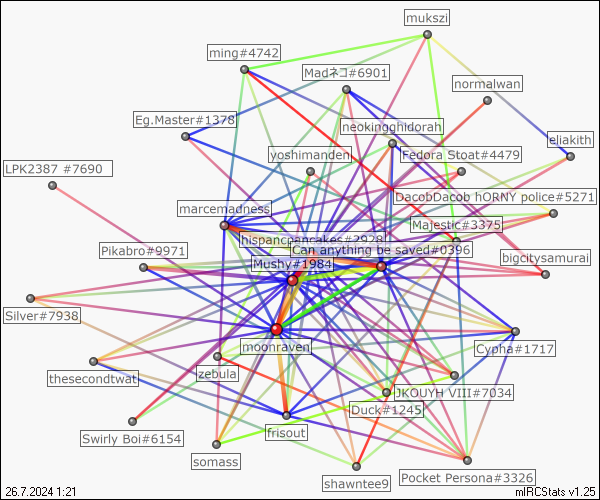 mukszi
ming#4742
Madネコ#6901
normalwan
Eg.Master#1378
neokingghidorah
eliakith
yoshimanden
Fedora Stoat#4479
LPK2387 #7690
DacobDacob hORNY police#5271
marcemadness
Majestic#3375
hispancpancakes#2928
Can anything be saved#0396
Pikabro#9971
Mushy#1984
bigcitysamurai
Silver#7938
moonraven
Cypha#1717
zebula
thesecondtwat
JKOUYH VIII#7034
Duck#1245
frisout
Swirly Boi#6154
somass
shawntee9
Pocket Persona#3326
26.7.2024 1:21
mIRCStats v1.25